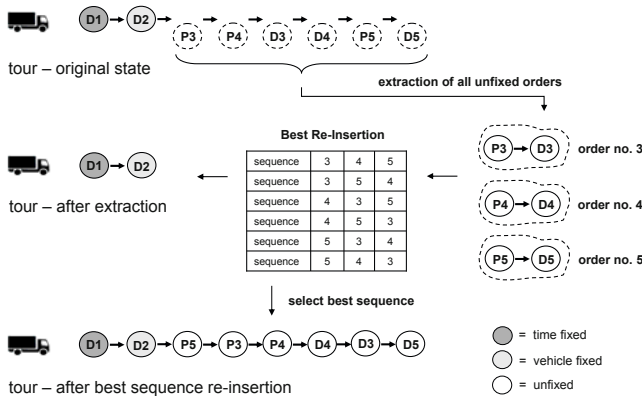 D1 D2 P3 P4 D3 D4 P5 D5
tour – original state
extraction of all unfixed orders
Best Re-Insertion
sequence 3 4 5
sequence 3 5 4
sequence 4 3 5
sequence 4 5 3
sequence 5 3 4
sequence 5 4 3
P3 D3 order no. 3
P4 D4 order no. 4
P5 D5 order no. 5
D1 D2
tour – after extraction
select best sequence
D1 D2 P5 P3 P4 D4 D3 D5
tour – after best sequence re-insertion
= time fixed
= vehicle fixed
= unfixed